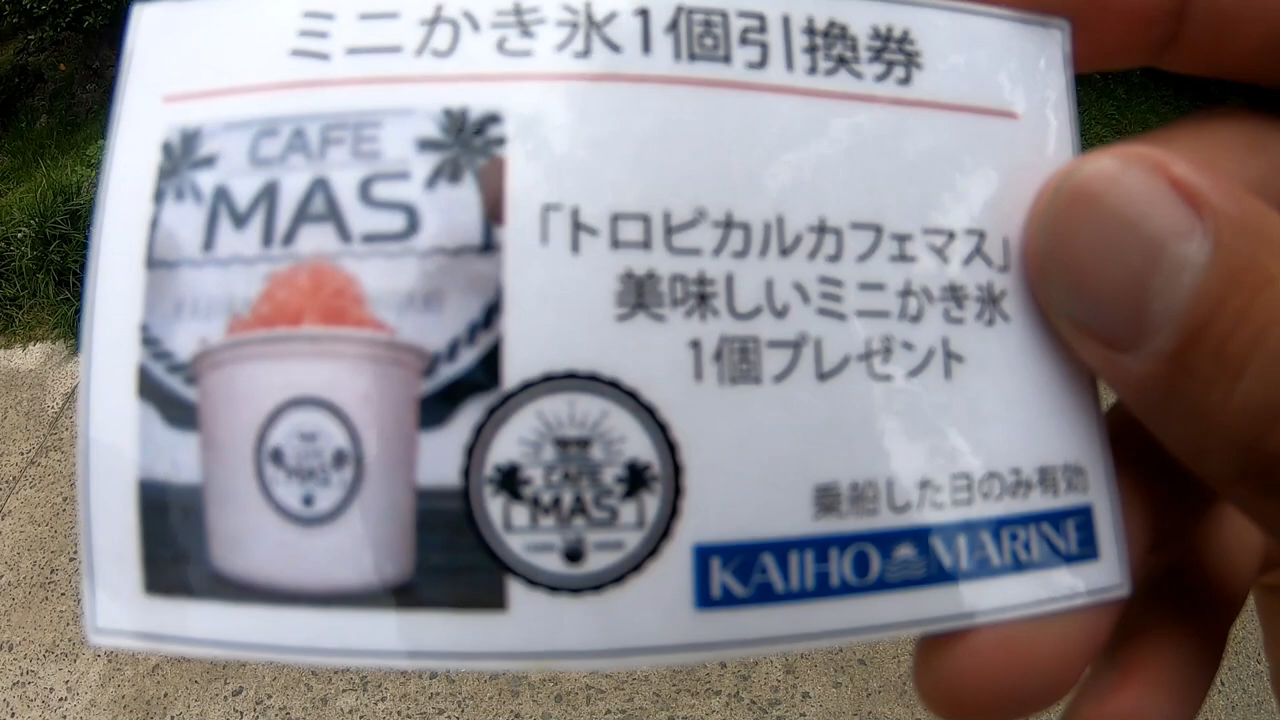 ミニかき氷1個引換券
CAFE
MAS
「トロピカルカフェマス」
美味しいミニかき氷
1個プレゼント
MAS
CAFE
MAS
乗船した日のみ有効
KAIHO MARINE